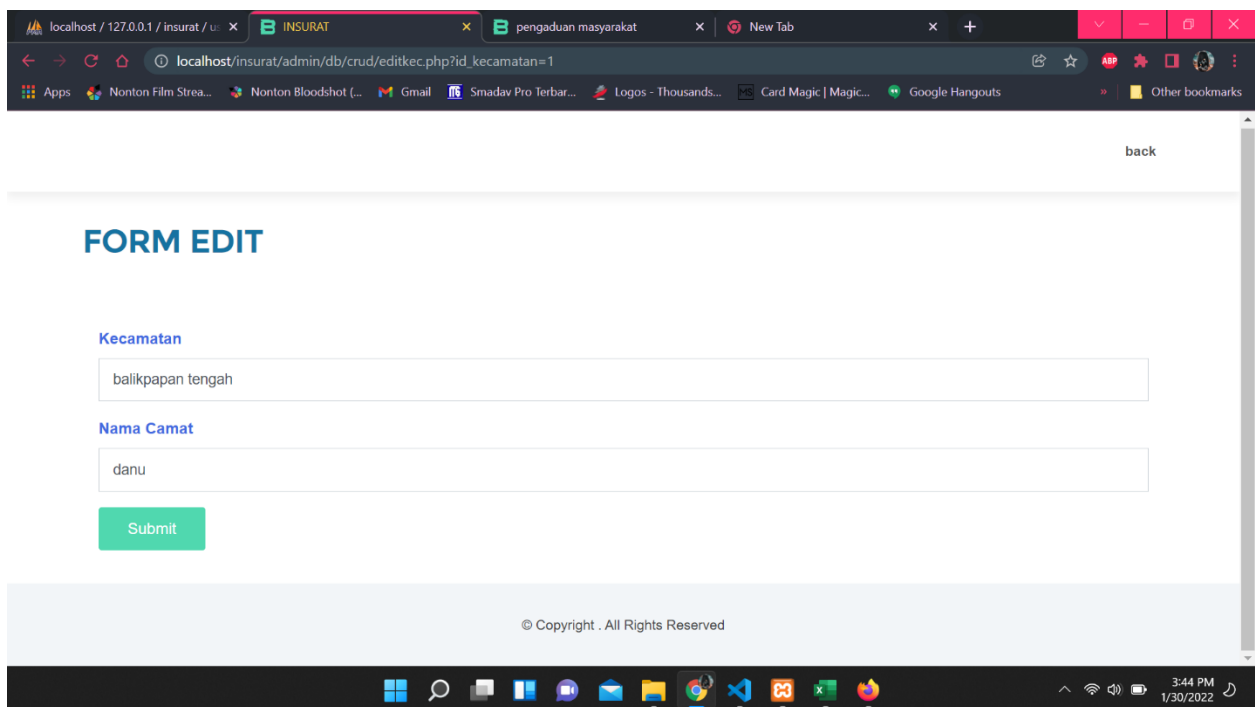 localhost / 127.0.0.1 / insurat / u
INSURAT
pengaduan masyarakat
New Tab
localhost/insurat/admin/db/crud/editkec.php?id_kecamatan=1
ABP
Apps
Nonton Film Strea...
Nonton Bloodshot (...
Gmail
Smadav Pro Terbar...
Logos - Thousands...
MS
Card Magic | Magic...
Google Hangouts
»
Other bookmarks
back
FORM EDIT
Kecamatan
balikpapan tengah
Nama Camat
danu
Submit
© Copyright . All Rights Reserved
3:44 PM
1/30/2022